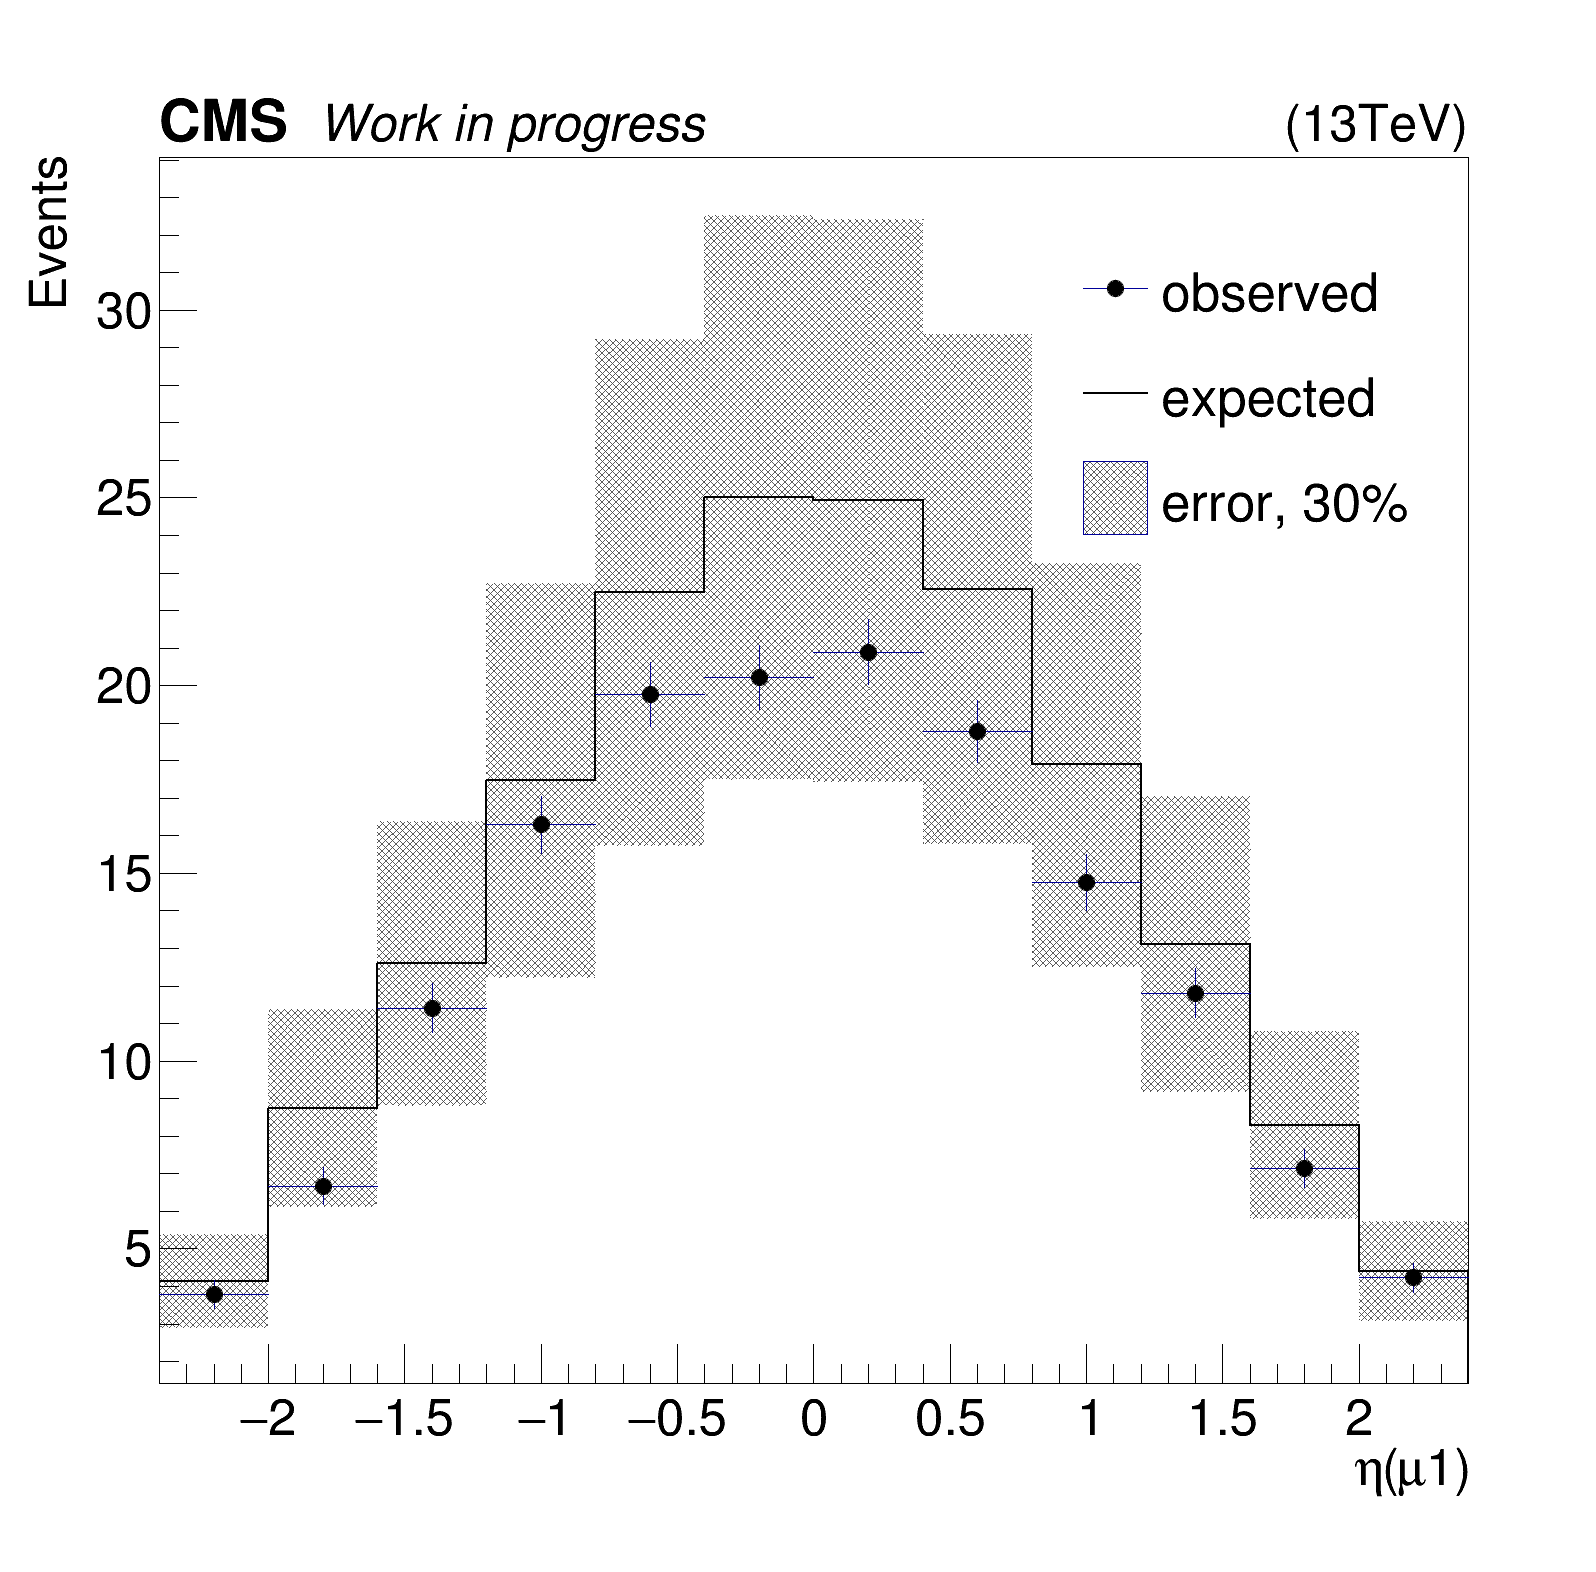 CMS Work in progress (13TeV)
Events
30
25
20
15
10
5
observed
expected
error, 30%
−2 −1.5 −1 −0.5 0 0.5 1 1.5 2
η(μ1)